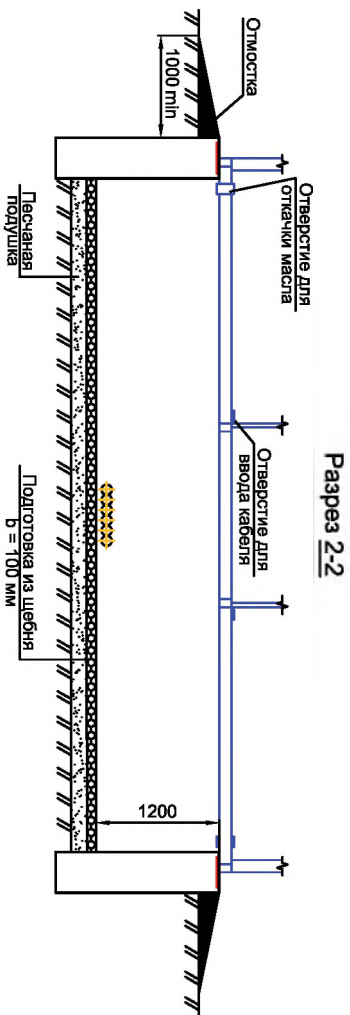 Разрез 2-2
Отмостка
1000 min
Отверстие для
откачки масла
Отверстие для
ввода кабеля
1200
Песчаная
подушка
Подготовка из щебня
b = 100 мм